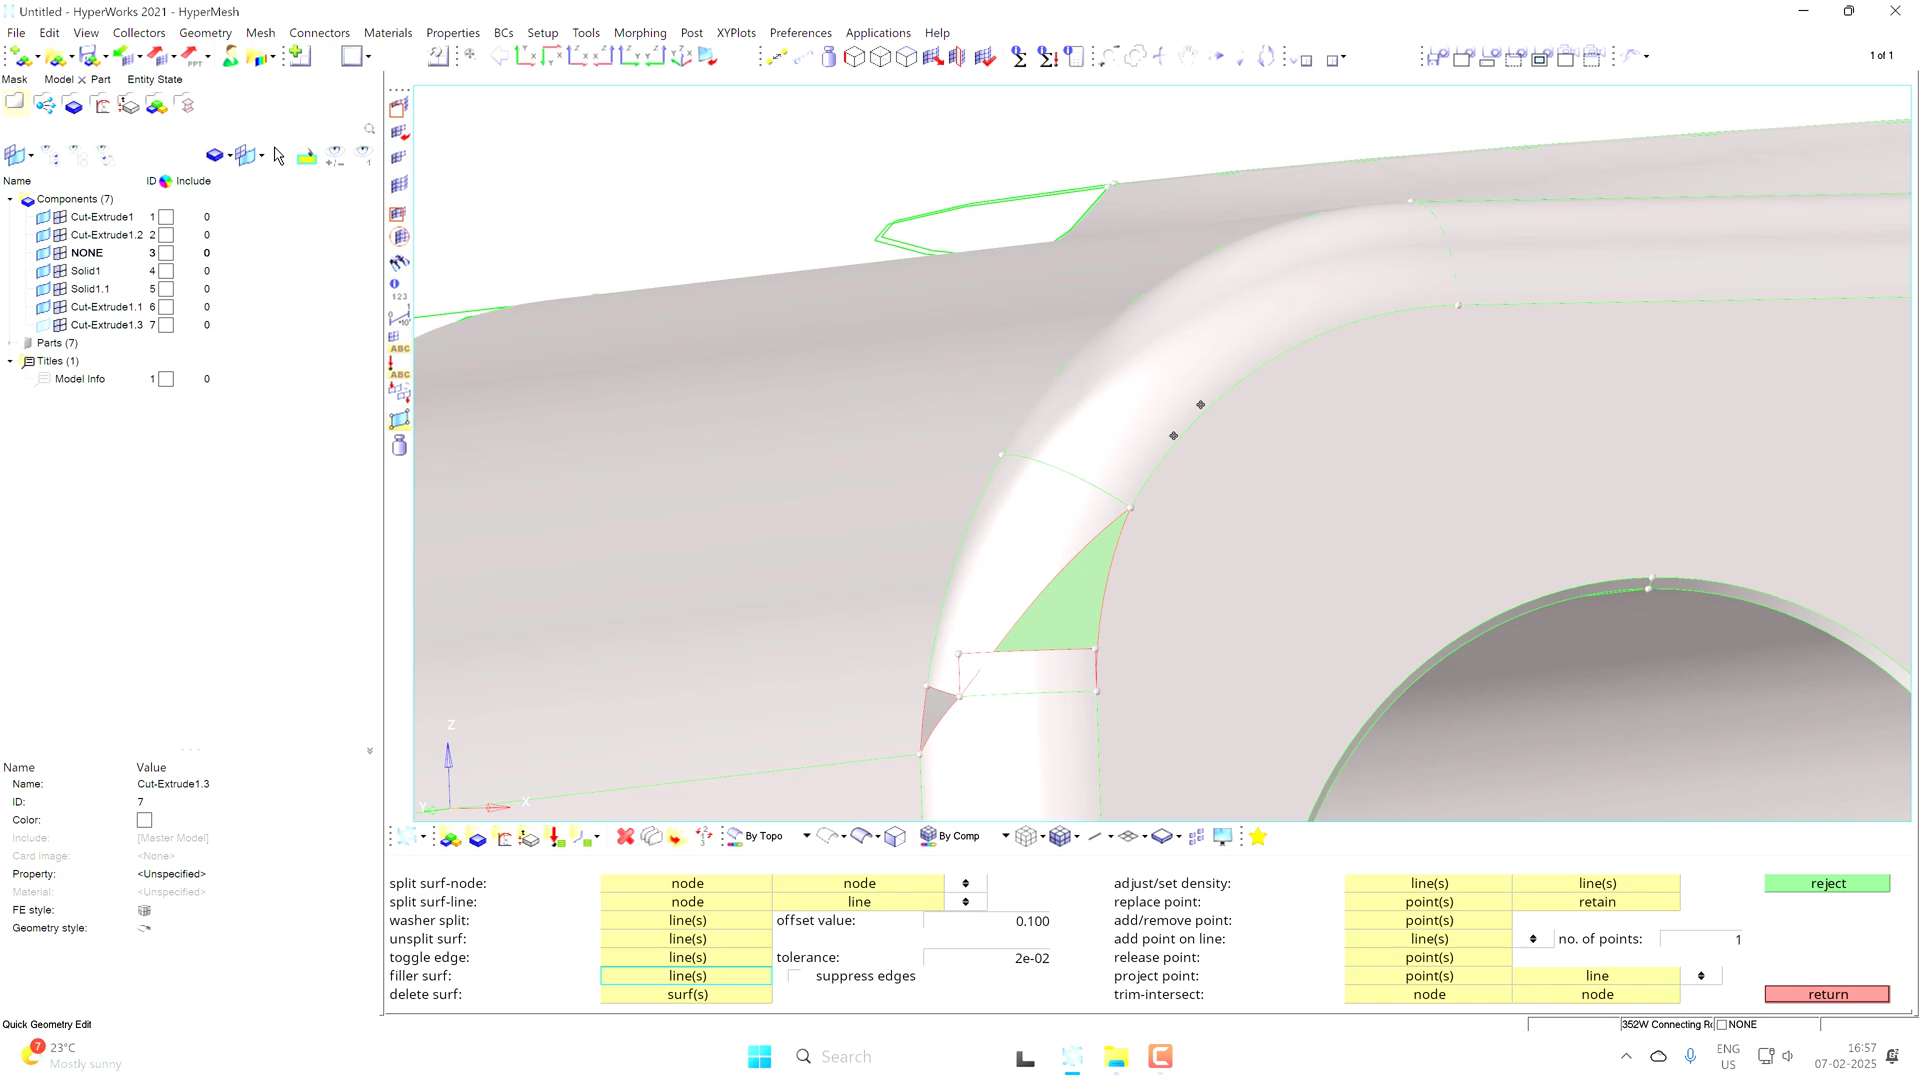 Untitled - HyperWorks 2021 - HyperMesh
File Edit View Collectors Geometry Mesh Connectors Materials Properties BCs Setup Tools Morphing Post XYPlots Preferences Applications Help
1 of 1
Mask Model Part Entity State
Name ID Include
Components (7)
Cut-Extrude1 1 0
Cut-Extrude1.2 2 0
NONE 3 0
Solid1 4 0
Solid1.1 5 0
Cut-Extrude1.1 6 0
Cut-Extrude1.3 7 0
Parts (7)
Titles (1)
Model Info 1 0
123
ABC
ABC
Z
Y
X
Name Value
Name: Cut-Extrude1.3
ID: 7
Color:
Include: [Master Model]
Card Image: <None>
Property: <Unspecified>
Material: <Unspecified>
FE style:
Geometry style:
By Topo By Comp
split surf-node: node node
split surf-line: node line
washer split: line(s) offset value: 0.100
unsplit surf: line(s)
toggle edge: line(s) tolerance: 2e-02
filler surf: line(s) suppress edges
delete surf: surf(s)
adjust/set density: line(s) line(s) reject
replace point: point(s) retain
add/remove point: point(s)
add point on line: line(s) no. of points: 1
release point: point(s)
project point: point(s) line
trim-intersect: node node return
Quick Geometry Edit
352W Connecting Ro NONE
7
23°C
Mostly sunny
Search
ENG
US
16:57
07-02-2025